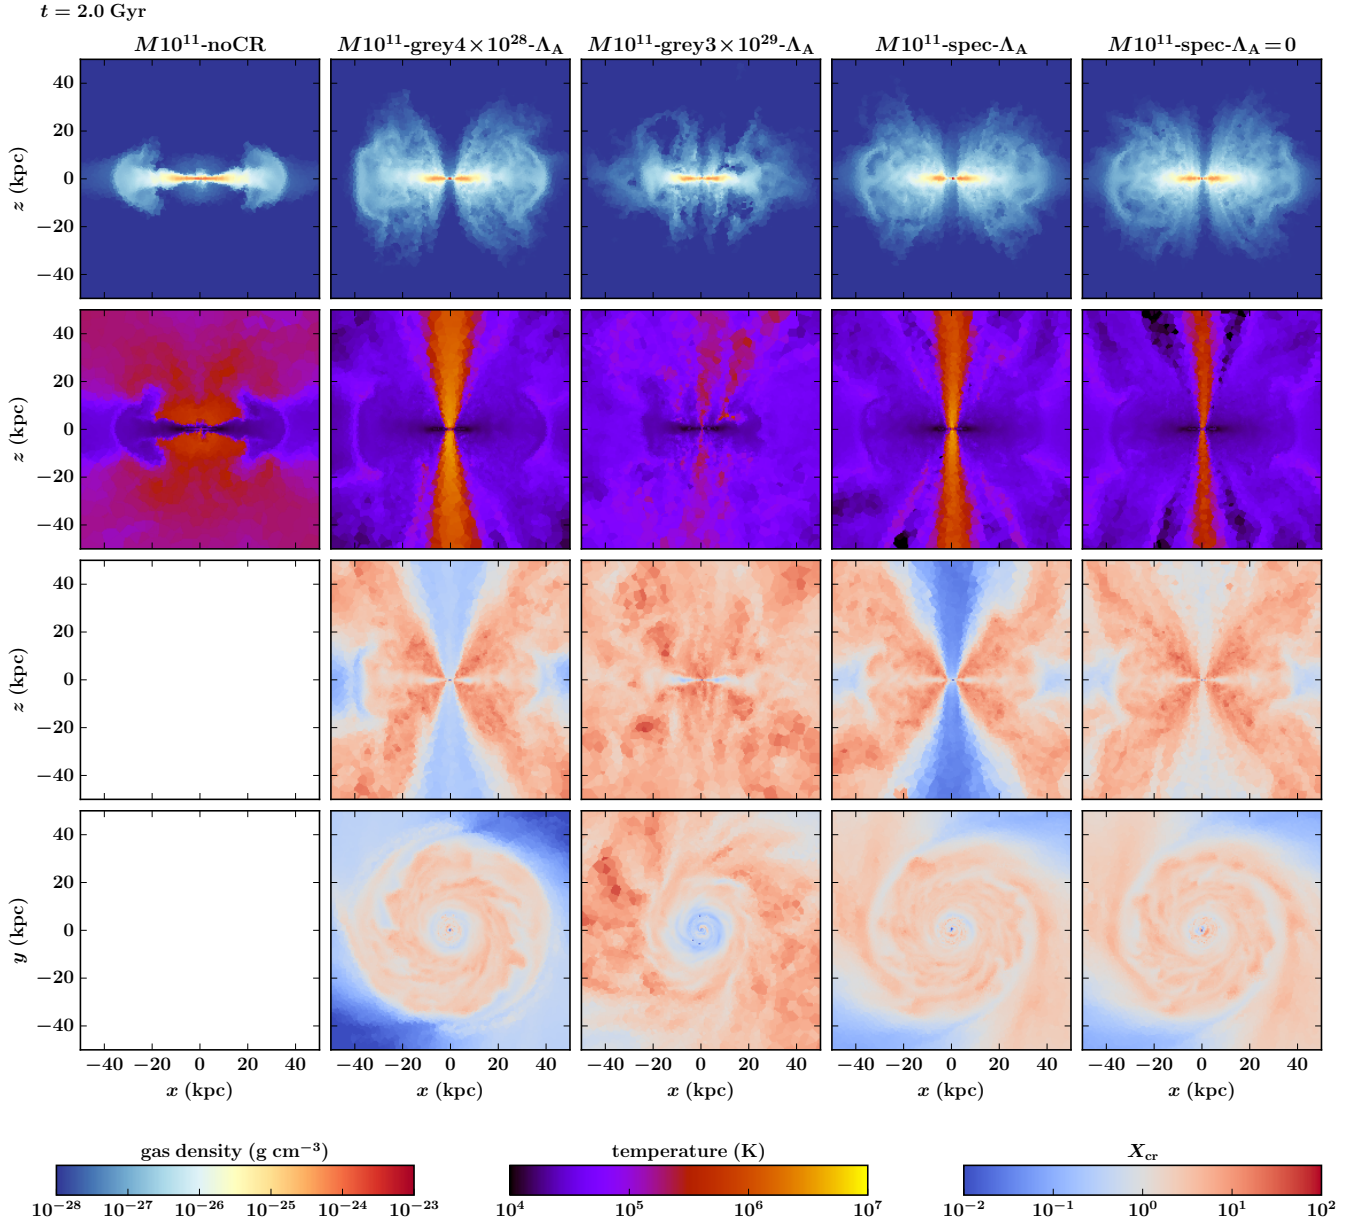 t = 2.0 Gyr
M10¹¹-noCR
M10¹¹-grey4×10²⁸-Λ_A
M10¹¹-grey3×10²⁹-Λ_A
M10¹¹-spec-Λ_A
M10¹¹-spec-Λ_A=0
40
20
0
−20
−40
z (kpc)
40
20
0
−20
−40
z (kpc)
40
20
0
−20
−40
z (kpc)
40
20
0
−20
−40
y (kpc)
−40 −20 0 20 40
−40 −20 0 20 40
−40 −20 0 20 40
−40 −20 0 20 40
−40 −20 0 20 40
x (kpc)
x (kpc)
x (kpc)
x (kpc)
x (kpc)
gas density (g cm⁻³)
10⁻²⁸ 10⁻²⁷ 10⁻²⁶ 10⁻²⁵ 10⁻²⁴ 10⁻²³
temperature (K)
10⁴ 10⁵ 10⁶ 10⁷
X_cr
10⁻² 10⁻¹ 10⁰ 10¹ 10²